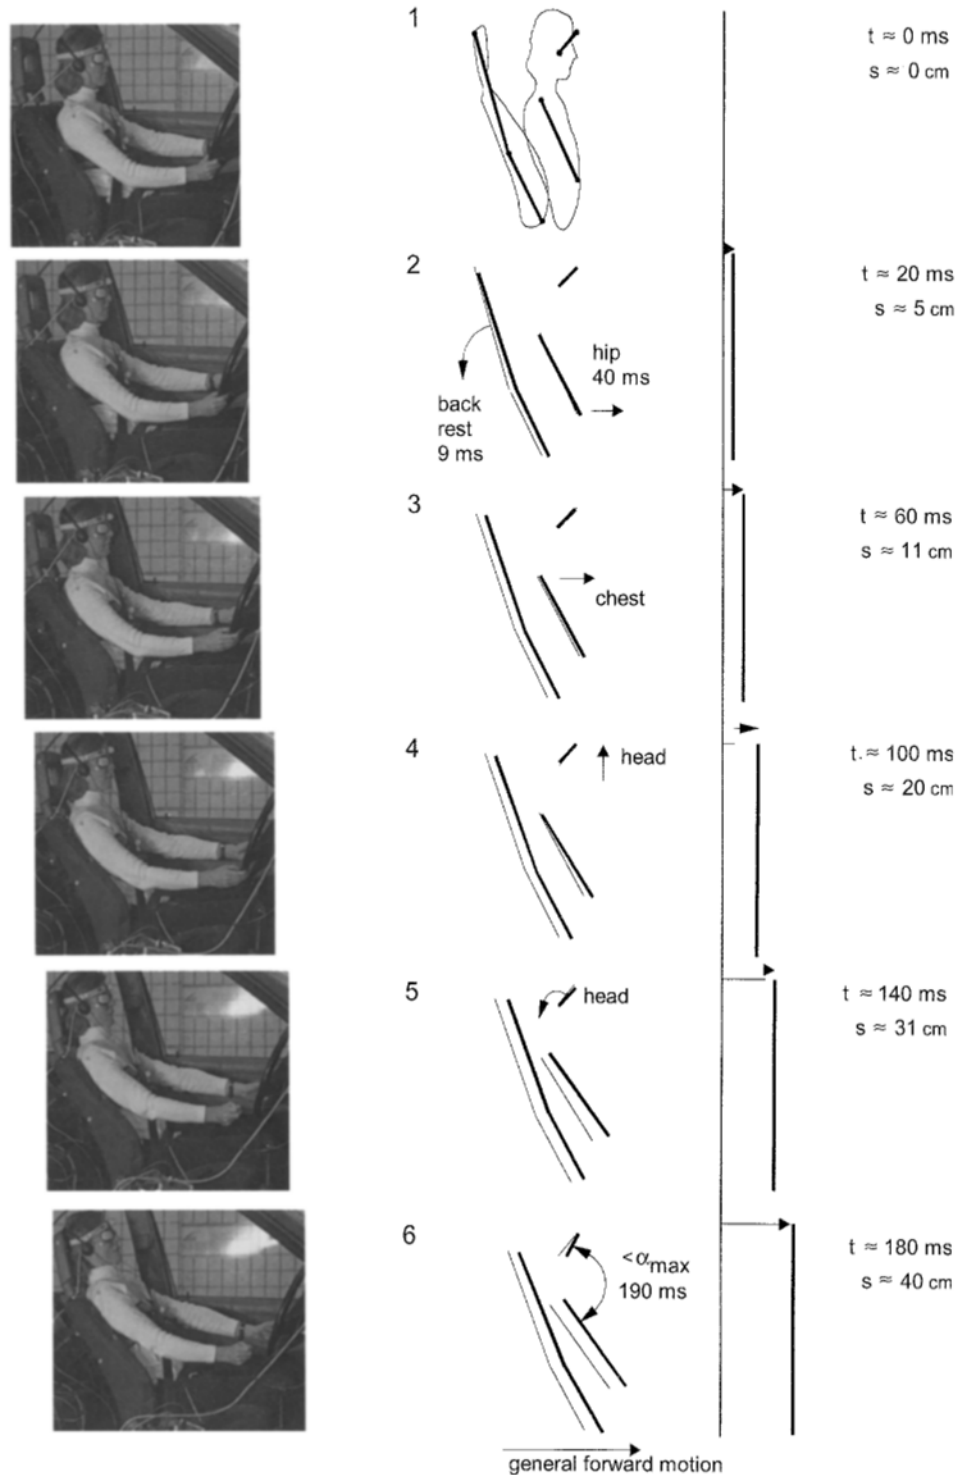 1
t ≈ 0 ms
s ≈ 0 cm
2
t ≈ 20 ms
s ≈ 5 cm
hip
40 ms
back
rest
9 ms
3
t ≈ 60 ms
s ≈ 11 cm
chest
4
t.≈ 100 ms
s ≈ 20 cm
head
5
t ≈ 140 ms
s ≈ 31 cm
head
6
t ≈ 180 ms
s ≈ 40 cm
<αmax
190 ms
general forward motion